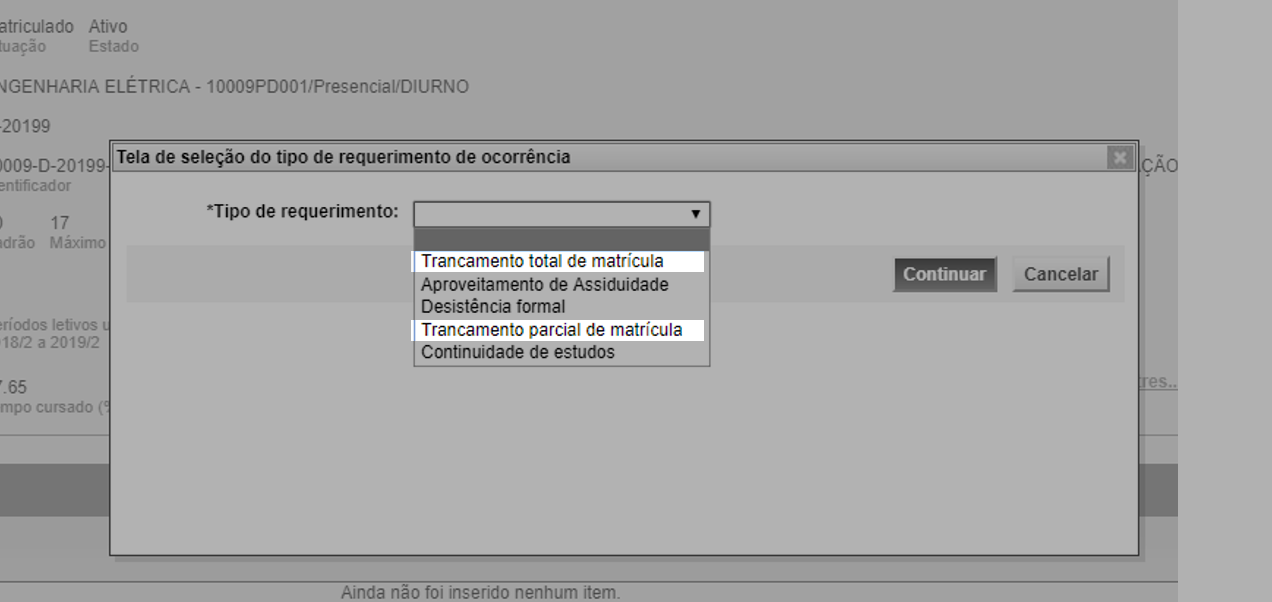 atriculado Ativo
tuação Estado
NGENHARIA ELÉTRICA - 10009PD001/Presencial/DIURNO
-20199
0009-D-20199- ÇÃO
entificador
0 17
adrão Máximo
eríodos letivos u
018/2 a 2019/2
7.65
mpo cursado (%
Tela de seleção do tipo de requerimento de ocorrência
*Tipo de requerimento:
Trancamento total de matrícula
Aproveitamento de Assiduidade
Desistência formal
Trancamento parcial de matrícula
Continuidade de estudos
Continuar Cancelar
tres..
Ainda não foi inserido nenhum item.